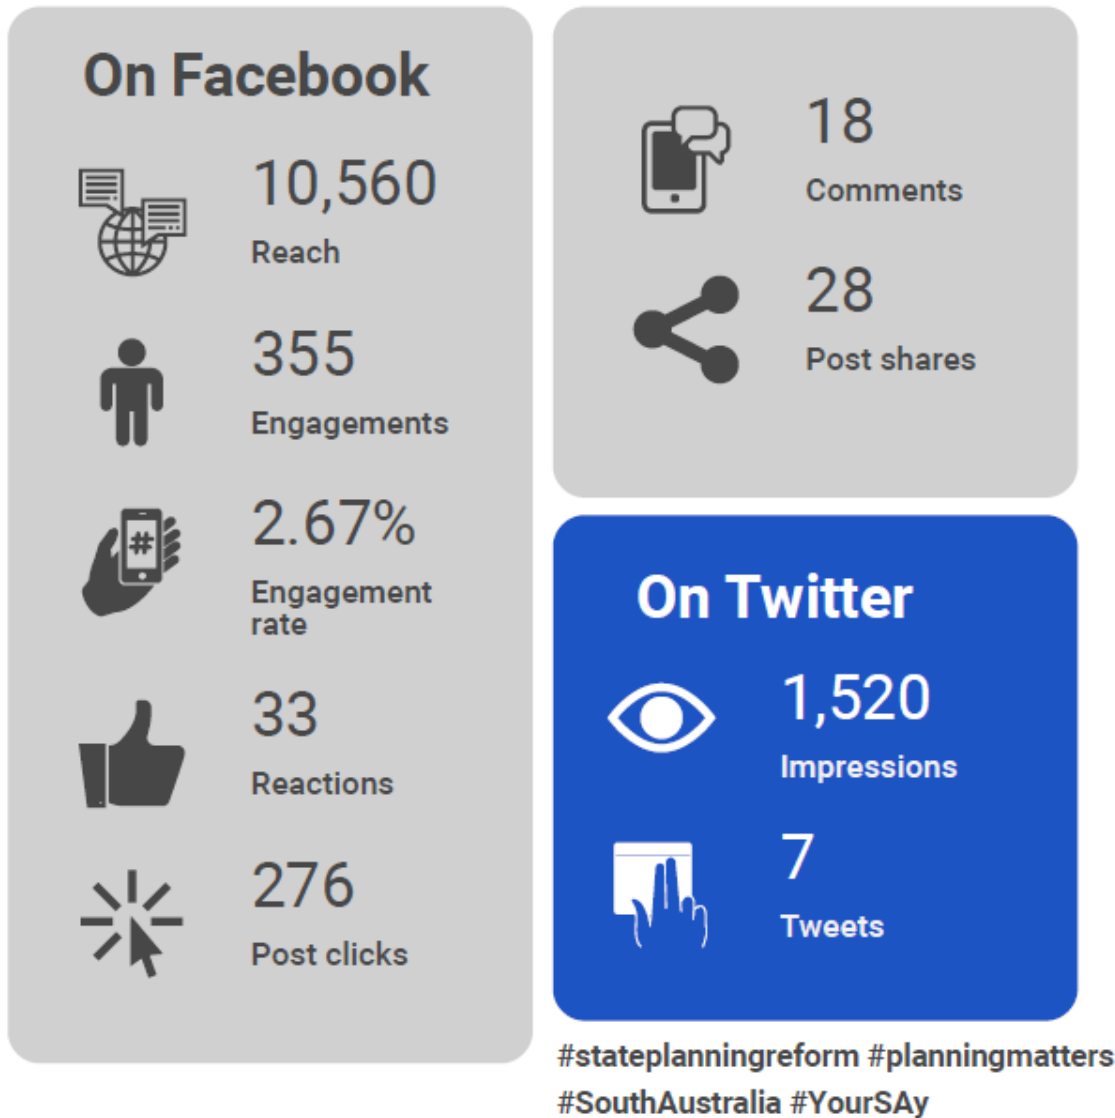 On Facebook
10,560
Reach
355
Engagements
#
2.67%
Engagement
rate
33
Reactions
276
Post clicks
18
Comments
28
Post shares
On Twitter
1,520
Impressions
7
Tweets
#stateplanningreform #planningmatters
#SouthAustralia #YourSAy